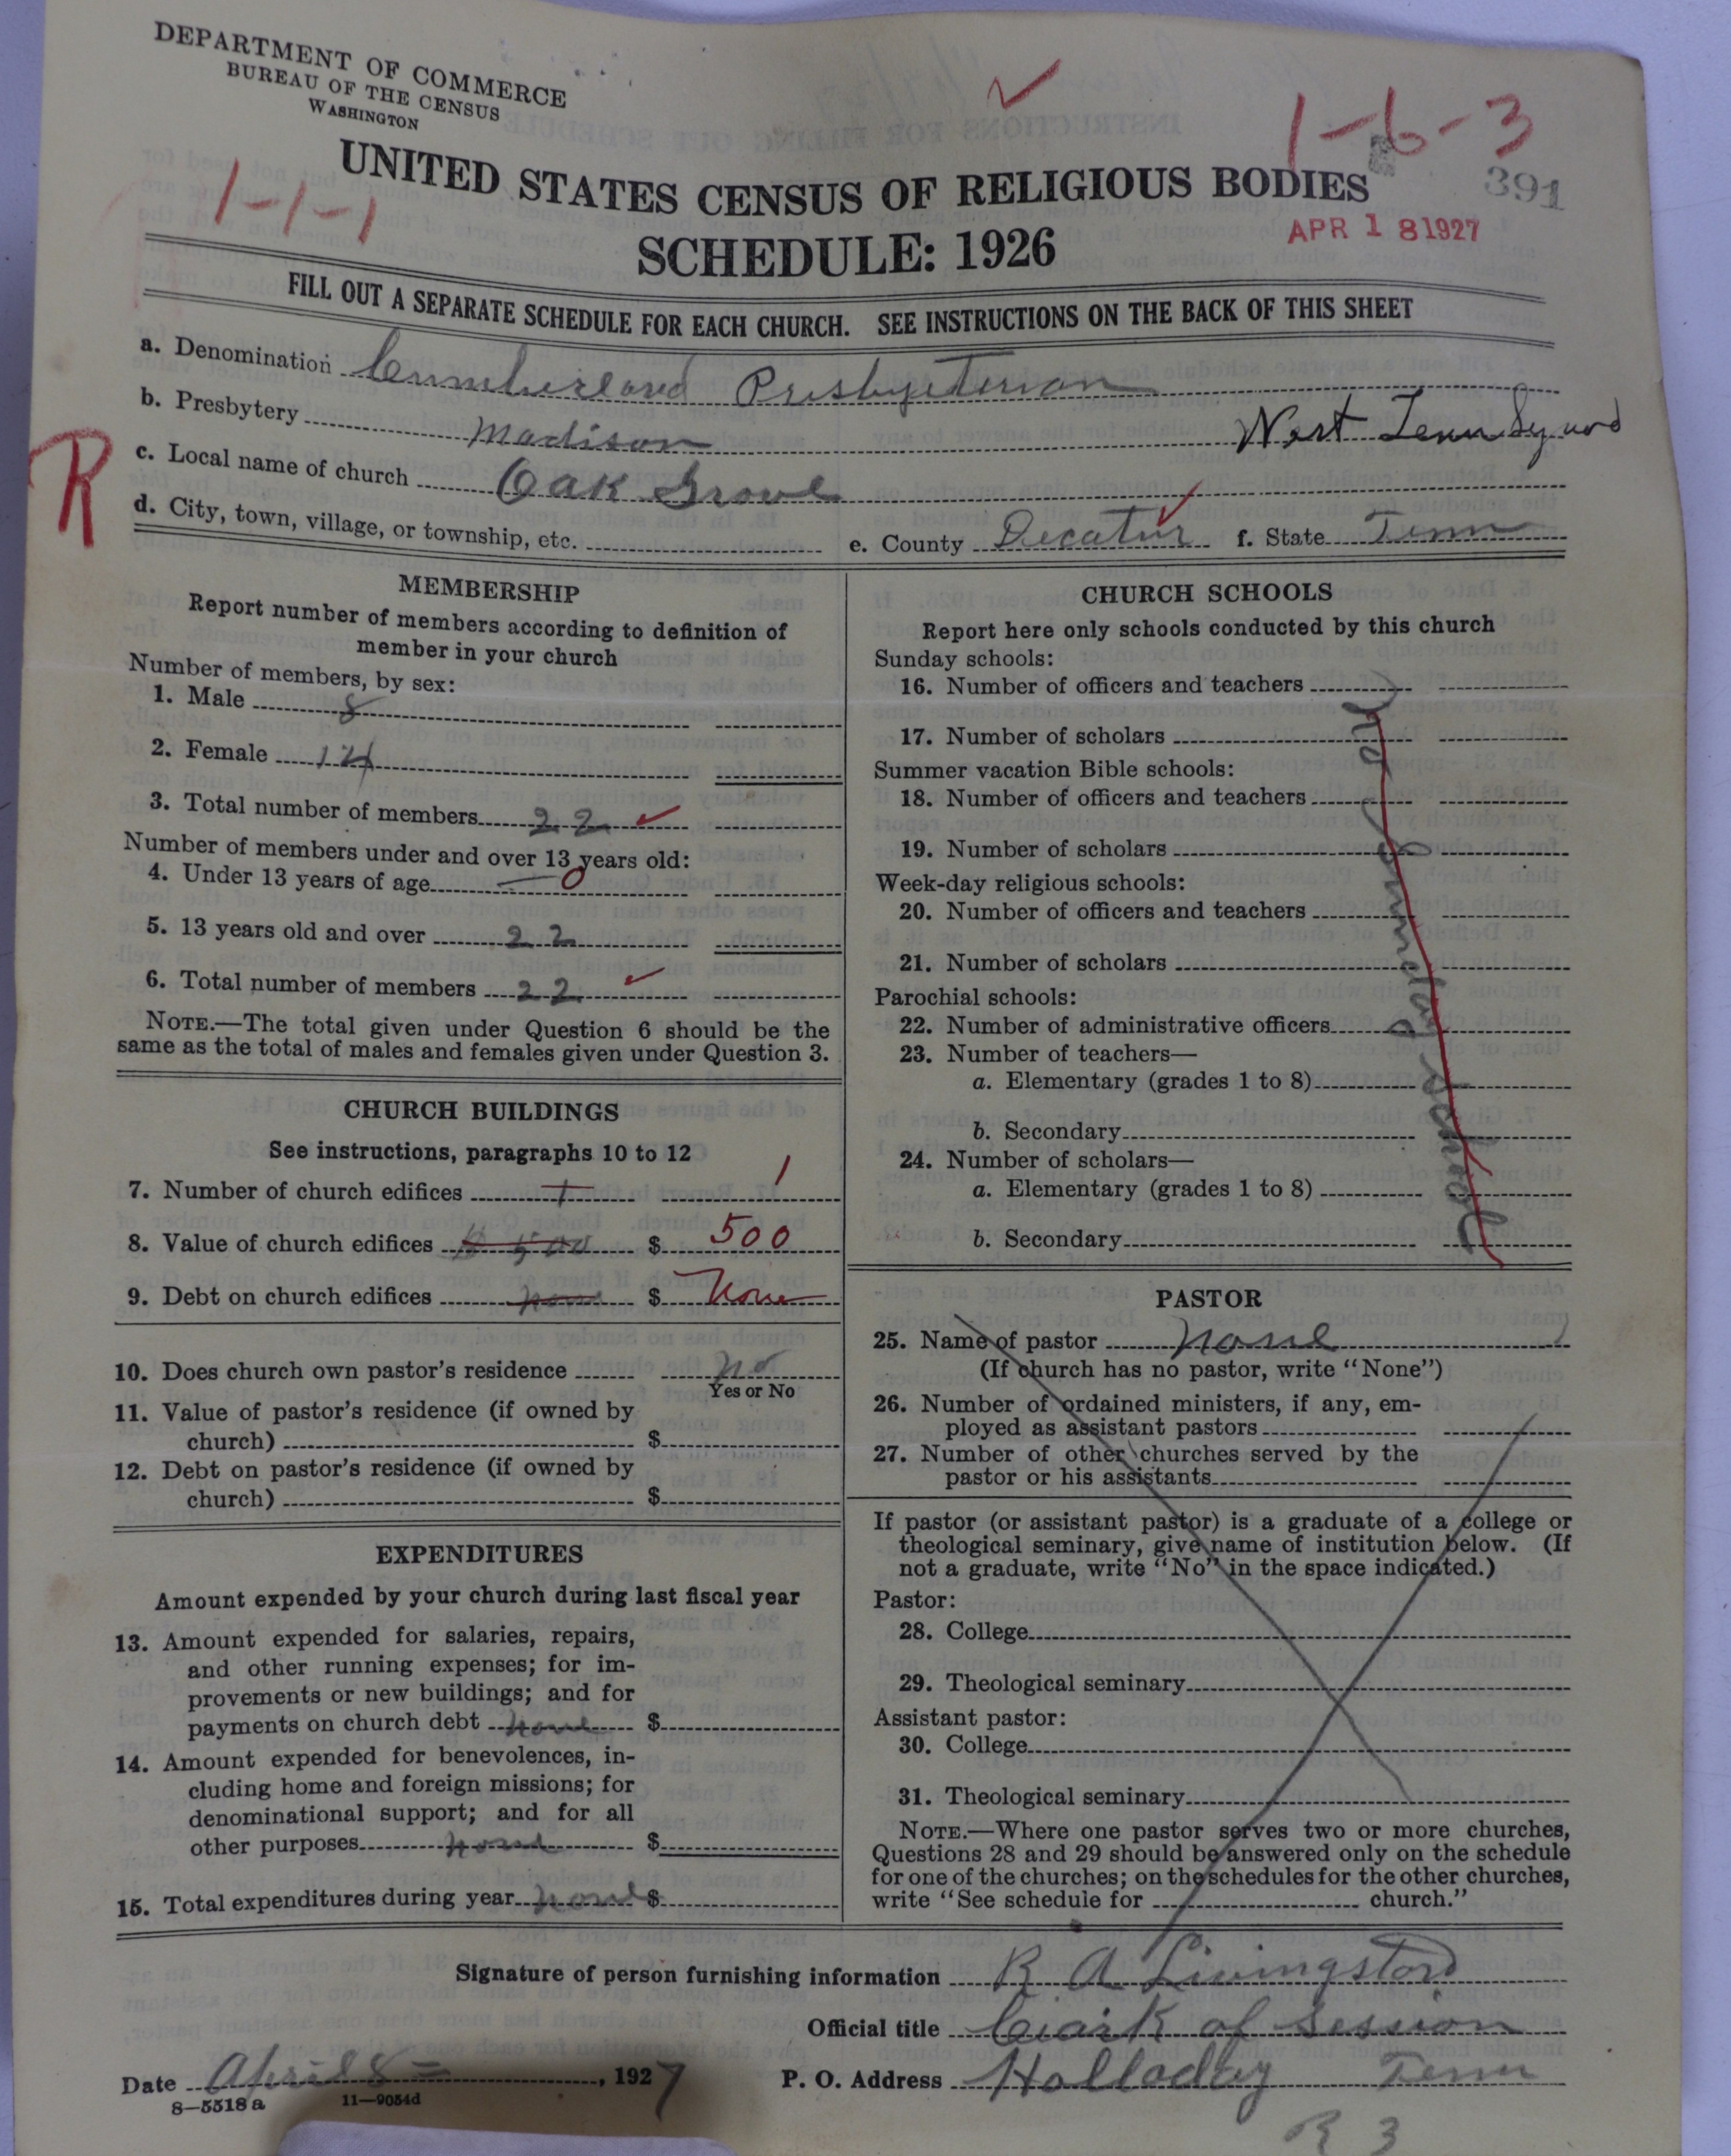 DEPARTMENT OF COMMERCE
BUREAU OF THE CENSUS
WASHINGTON
1-6-3
391
UNITED STATES CENSUS OF RELIGIOUS BODIES
1-1-1
APR 18 1927
SCHEDULE: 1926
FILL OUT A SEPARATE SCHEDULE FOR EACH CHURCH. SEE INSTRUCTIONS ON THE BACK OF THIS SHEET
a. Denomination Cumberland Presbyterian
b. Presbytery Madison West Tenn Synod
R
c. Local name of church Oak Grove
d. City, town, village, or township, etc. e. County Decatur f. State Tenn
MEMBERSHIP
Report number of members according to definition of
member in your church
Number of members, by sex:
1. Male 8
2. Female 14
3. Total number of members 22
Number of members under and over 13 years old:
4. Under 13 years of age 0
5. 13 years old and over 22
6. Total number of members 22
NOTE.—The total given under Question 6 should be the
same as the total of males and females given under Question 3.
CHURCH BUILDINGS
See instructions, paragraphs 10 to 12
7. Number of church edifices 1 1
8. Value of church edifices $ 500 $ 500
9. Debt on church edifices none $ None
10. Does church own pastor's residence no
Yes or No
11. Value of pastor's residence (if owned by
church) $
12. Debt on pastor's residence (if owned by
church) $
EXPENDITURES
Amount expended by your church during last fiscal year
13. Amount expended for salaries, repairs,
and other running expenses; for im-
provements or new buildings; and for
payments on church debt none $
14. Amount expended for benevolences, in-
cluding home and foreign missions; for
denominational support; and for all
other purposes none $
15. Total expenditures during year none $
CHURCH SCHOOLS
Report here only schools conducted by this church
Sunday schools:
16. Number of officers and teachers
17. Number of scholars
Summer vacation Bible schools:
18. Number of officers and teachers
19. Number of scholars
Week-day religious schools:
20. Number of officers and teachers
21. Number of scholars
Parochial schools:
22. Number of administrative officers
23. Number of teachers—
a. Elementary (grades 1 to 8)
b. Secondary
24. Number of scholars—
a. Elementary (grades 1 to 8)
b. Secondary
No Sunday School
PASTOR
25. Name of pastor none
(If church has no pastor, write "None")
26. Number of ordained ministers, if any, em-
ployed as assistant pastors
27. Number of other churches served by the
pastor or his assistants
If pastor (or assistant pastor) is a graduate of a college or
theological seminary, give name of institution below. (If
not a graduate, write "No" in the space indicated.)
Pastor:
28. College
29. Theological seminary
Assistant pastor:
30. College
31. Theological seminary
NOTE.—Where one pastor serves two or more churches,
Questions 28 and 29 should be answered only on the schedule
for one of the churches; on the schedules for the other churches,
write "See schedule for church."
Signature of person furnishing information R A Livingston
Official title Clark of Session
Date April 8 , 1927 P. O. Address Holladay Tenn
8—5518 a 11—9054d
R 3